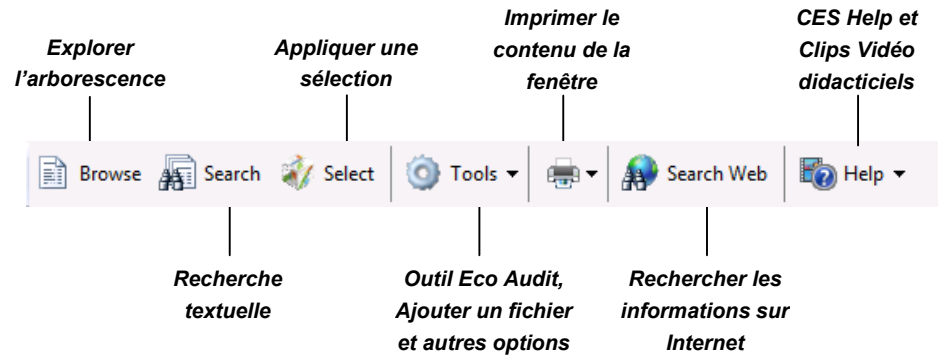 Explorer
l'arborescence
Appliquer une
sélection
Imprimer le
contenu de la
fenêtre
CES Help et
Clips Vidéo
didacticiels
Browse Search Select Tools Search Web Help
Recherche
textuelle
Outil Eco Audit,
Ajouter un fichier
et autres options
Rechercher les
informations sur
Internet